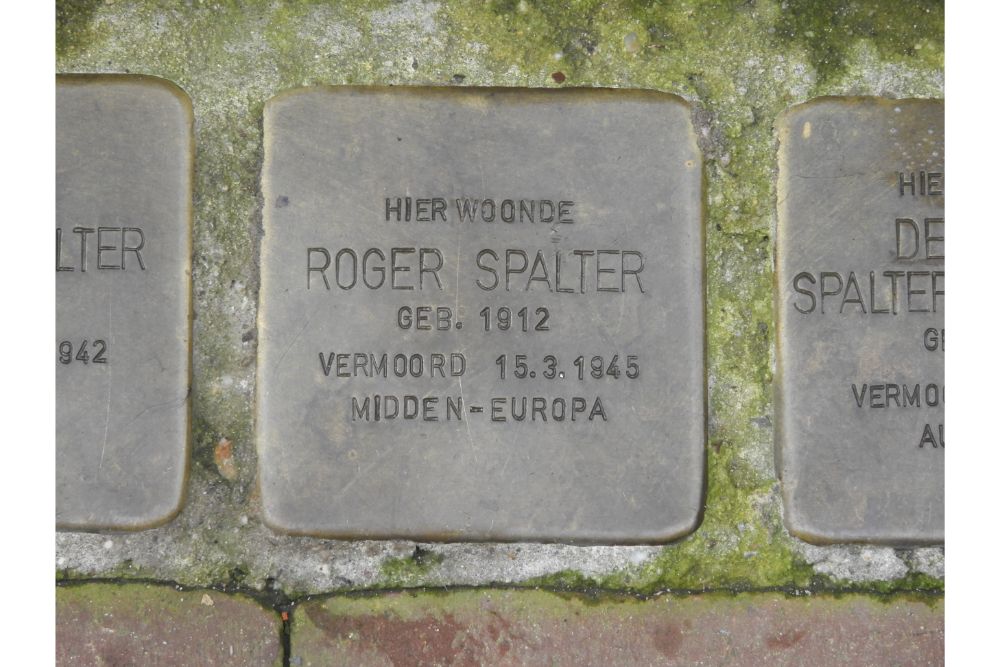 LTER
942
HIER WOONDE
ROGER SPALTER
GEB. 1912
VERMOORD 15.3.1945
MIDDEN-EUROPA
HIE
DE
SPALTER
GE
VERMOO
AU